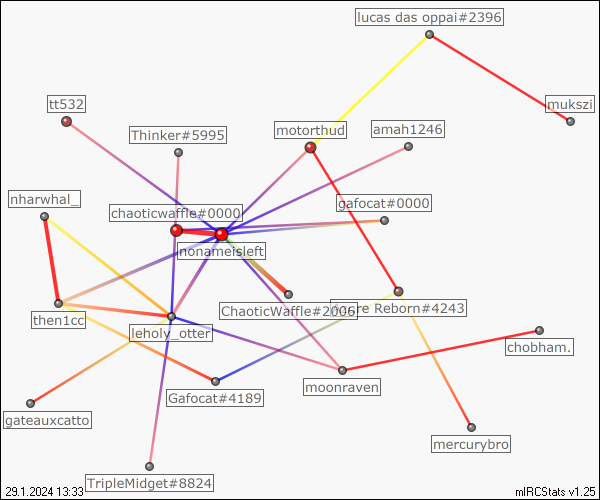 lucas das oppai#2396
tt532
mukszi
Thinker#5995
motorthud
amah1246
nharwhal_
chaoticwaffle#0000
gafocat#0000
nonameisleft
ChaoticWaffle#2006
Reborn#4243
then1cc
leholy_otter
chobham.
moonraven
Gafocat#4189
gateauxcatto
mercurybro
TripleMidget#8824
29.1.2024 13:33
mIRCStats v1.25